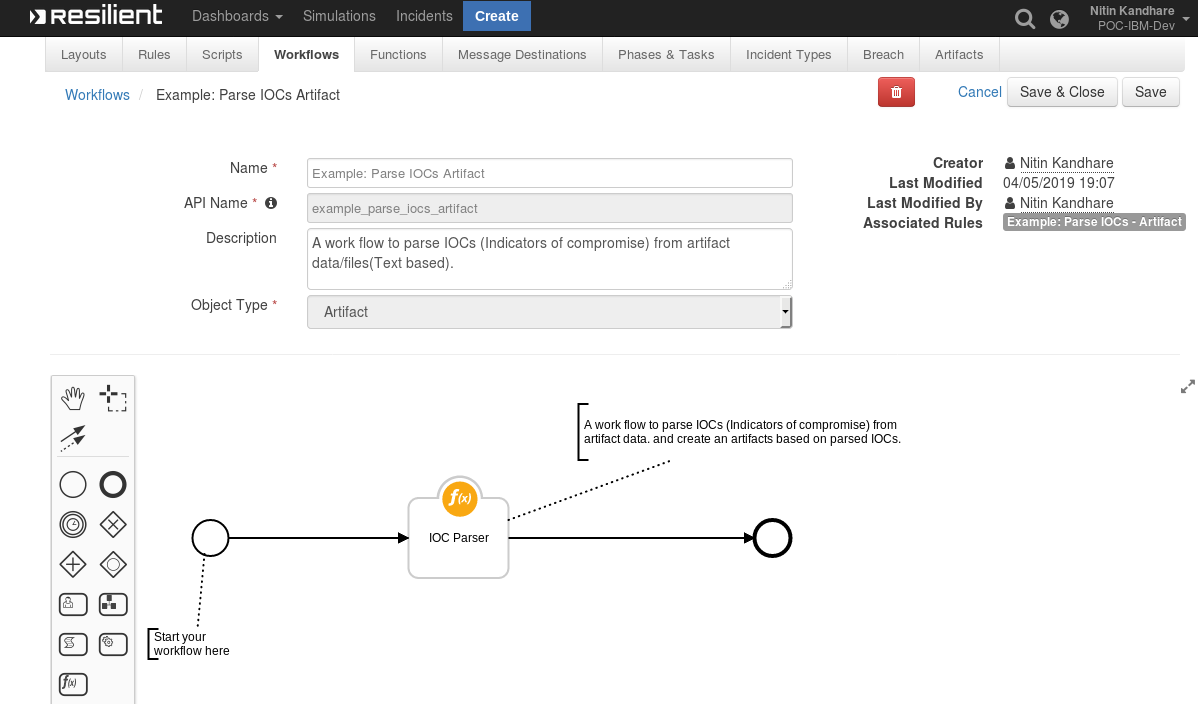 resilient Dashboards Simulations Incidents Create Nitin Kandhare
POC-IBM-Dev
Layouts Rules Scripts Workflows Functions Message Destinations Phases & Tasks Incident Types Breach Artifacts
Workflows / Example: Parse IOCs Artifact Cancel Save & Close Save
Name * Example: Parse IOCs Artifact
API Name * example_parse_iocs_artifact
Description A work flow to parse IOCs (Indicators of compromise) from artifact
data/files(Text based).
Object Type * Artifact
Creator Nitin Kandhare
Last Modified 04/05/2019 19:07
Last Modified By Nitin Kandhare
Associated Rules Example: Parse IOCs - Artifact
A work flow to parse IOCs (Indicators of compromise) from
artifact data. and create an artifacts based on parsed IOCs.
f(x)
IOC Parser
Start your
workflow here
f(x)